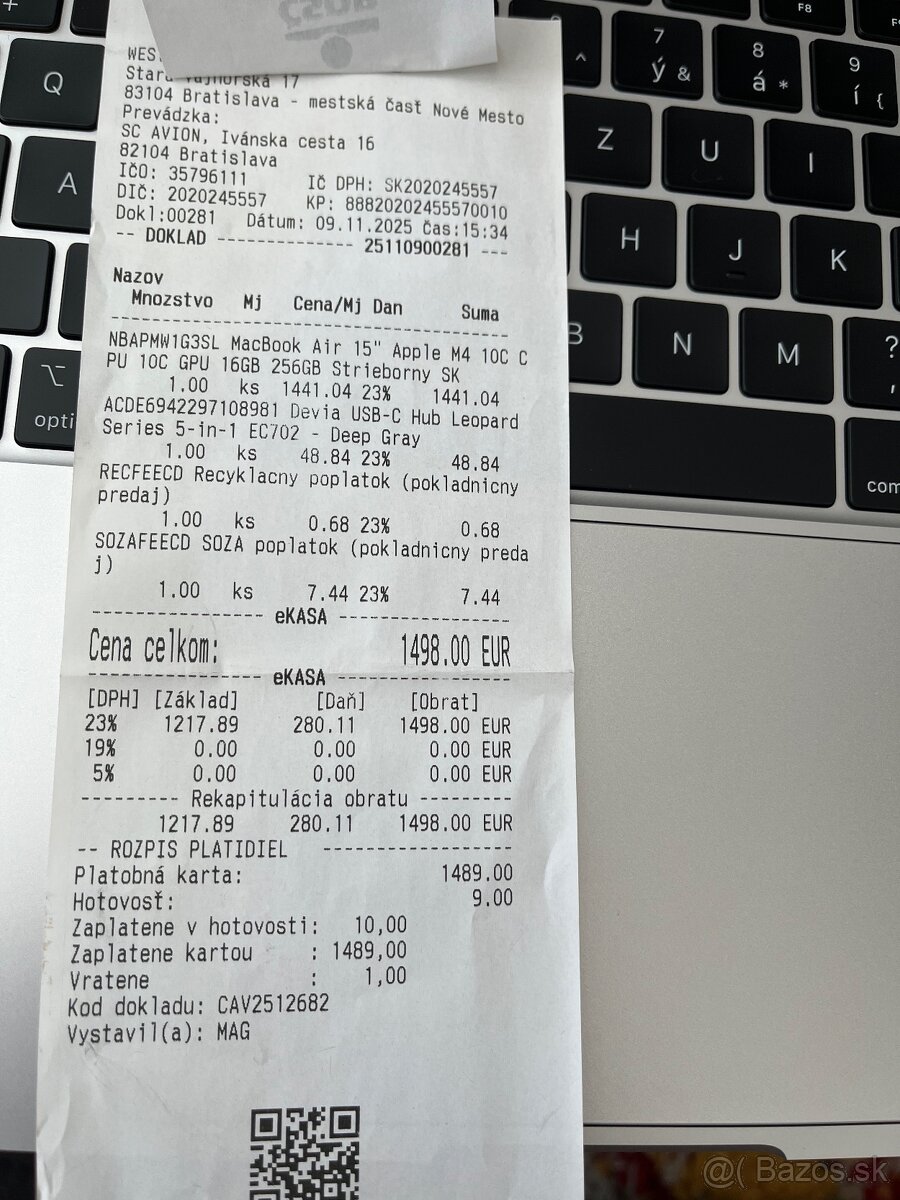 WES
Stará Vajnorská 17
83104 Bratislava - mestská časť Nové Mesto
Prevádzka:
SC AVION, Ivánska cesta 16
82104 Bratislava
IČO: 35796111 IČ DPH: SK2020245557
DIČ: 2020245557 KP: 88820202455570010
Dokl:00281 Dátum: 09.11.2025 Čas:15:34
-- DOKLAD -------------- 25110900281 ---
Nazov
Mnozstvo Mj Cena/Mj Dan Suma
NBAPMW1G3SL MacBook Air 15" Apple M4 10C C
PU 10C GPU 16GB 256GB Strieborny SK
1.00 ks 1441.04 23% 1441.04
ACDE6942297108981 Devia USB-C Hub Leopard
Series 5-in-1 EC702 - Deep Gray
1.00 ks 48.84 23% 48.84
RECFEECD Recyklacny poplatok (pokladnicny
predaj)
1.00 ks 0.68 23% 0.68
SOZAFEECD SOZA poplatok (pokladnicny preda
j)
1.00 ks 7.44 23% 7.44
----------------- eKASA -----------------
Cena celkom: 1498.00 EUR
----------------- eKASA -----------------
[DPH] [Základ] [Daň] [Obrat]
23% 1217.89 280.11 1498.00 EUR
19% 0.00 0.00 0.00 EUR
5% 0.00 0.00 0.00 EUR
--------- Rekapitulácia obratu ---------
1217.89 280.11 1498.00 EUR
-- ROZPIS PLATIDIEL ------------------
Platobná karta: 1489.00
Hotovosť: 9.00
Zaplatene v hotovosti: 10,00
Zaplatene kartou : 1489,00
Vratene : 1,00
Kod dokladu: CAV2512682
Vystavil(a): MAG
ČSOB
Q
A
opti
F8
^
7
ý &
8
á *
9
í {
Z
U
I
H
J
K
B
N
M
?
,
com
@( Bazos.sk